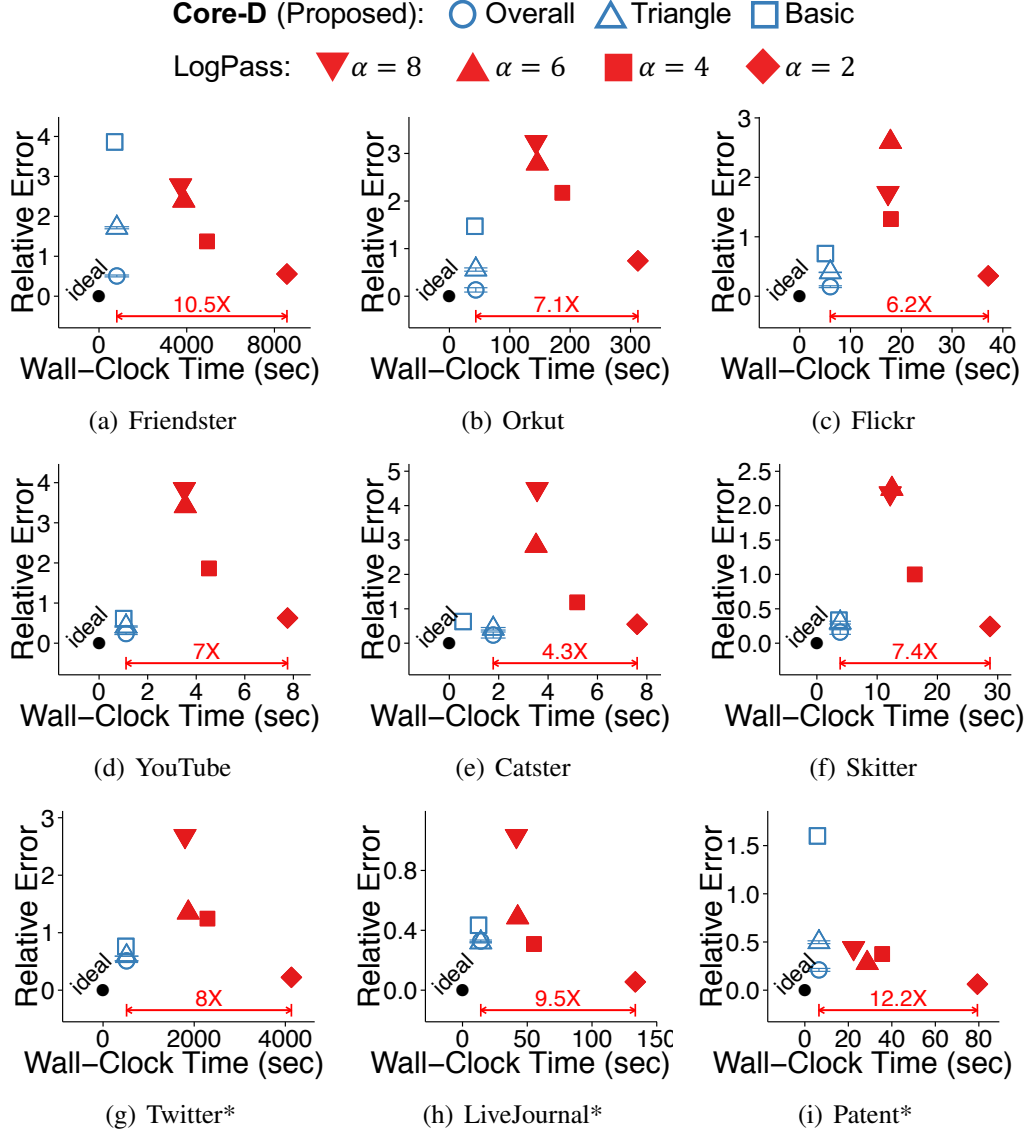 Core-D (Proposed): Overall Triangle Basic
LogPass: α = 8 α = 6 α = 4 α = 2
Relative Error
4
3
2
1
0
ideal
10.5X
0 4000 8000
Wall−Clock Time (sec)
(a) Friendster
Relative Error
3
2
1
0
ideal
7.1X
0 100 200 300
Wall−Clock Time (sec)
(b) Orkut
Relative Error
3
2
1
0
ideal
6.2X
0 10 20 30 40
Wall−Clock Time (sec)
(c) Flickr
Relative Error
4
3
2
1
0
ideal
7X
0 2 4 6 8
Wall−Clock Time (sec)
(d) YouTube
Relative Error
5
4
3
2
1
0
ideal
4.3X
0 2 4 6 8
Wall−Clock Time (sec)
(e) Catster
Relative Error
2.5
2.0
1.5
1.0
0.5
0.0
ideal
7.4X
0 10 20 30
Wall−Clock Time (sec)
(f) Skitter
Relative Error
3
2
1
0
ideal
8X
0 2000 4000
Wall−Clock Time (sec)
(g) Twitter*
Relative Error
0.8
0.4
0.0
ideal
9.5X
0 50 100 150
Wall−Clock Time (sec)
(h) LiveJournal*
Relative Error
1.5
1.0
0.5
0.0
ideal
12.2X
0 20 40 60 80
Wall−Clock Time (sec)
(i) Patent*